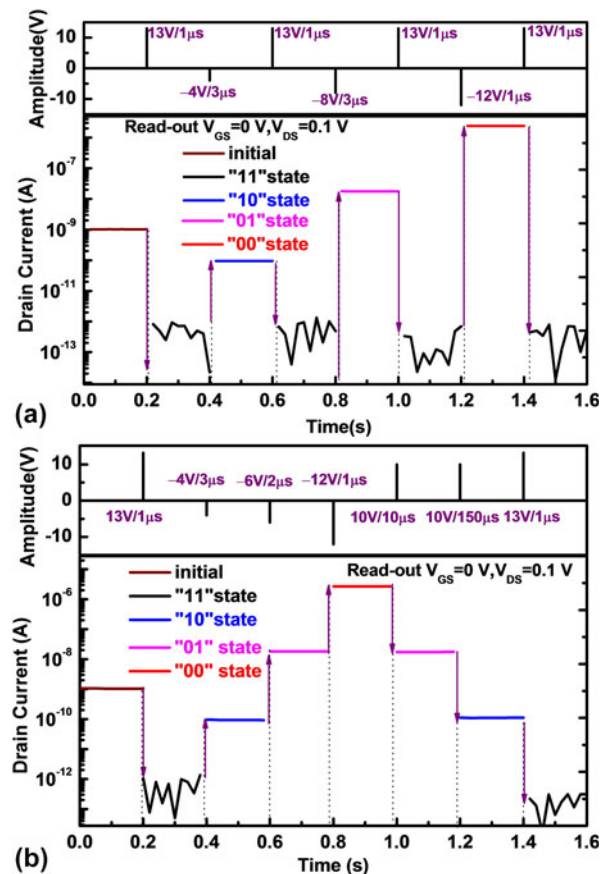 (a)
Amplitude(V)
10
0
-10
13V/1μs
13V/1μs
13V/1μs
13V/1μs
−4V/3μs
−8V/3μs
−12V/1μs
Read-out V_GS=0 V,V_DS=0.1 V
initial
"11"state
"10"state
"01"state
"00"state
Drain Current (A)
10^-7
10^-9
10^-11
10^-13
0.0 0.2 0.4 0.6 0.8 1.0 1.2 1.4 1.6
Time(s)
(b)
Amplitude(V)
10
0
-10
−4V/3μs
−6V/2μs
−12V/1μs
13V/1μs
10V/10μs
10V/150μs
13V/1μs
Read-out V_GS=0 V,V_DS=0.1 V
initial
"11"state
"10"state
"01" state
"00" state
Drain Current (A)
10^-6
10^-8
10^-10
10^-12
0.0 0.2 0.4 0.6 0.8 1.0 1.2 1.4 1.6
Time (s)